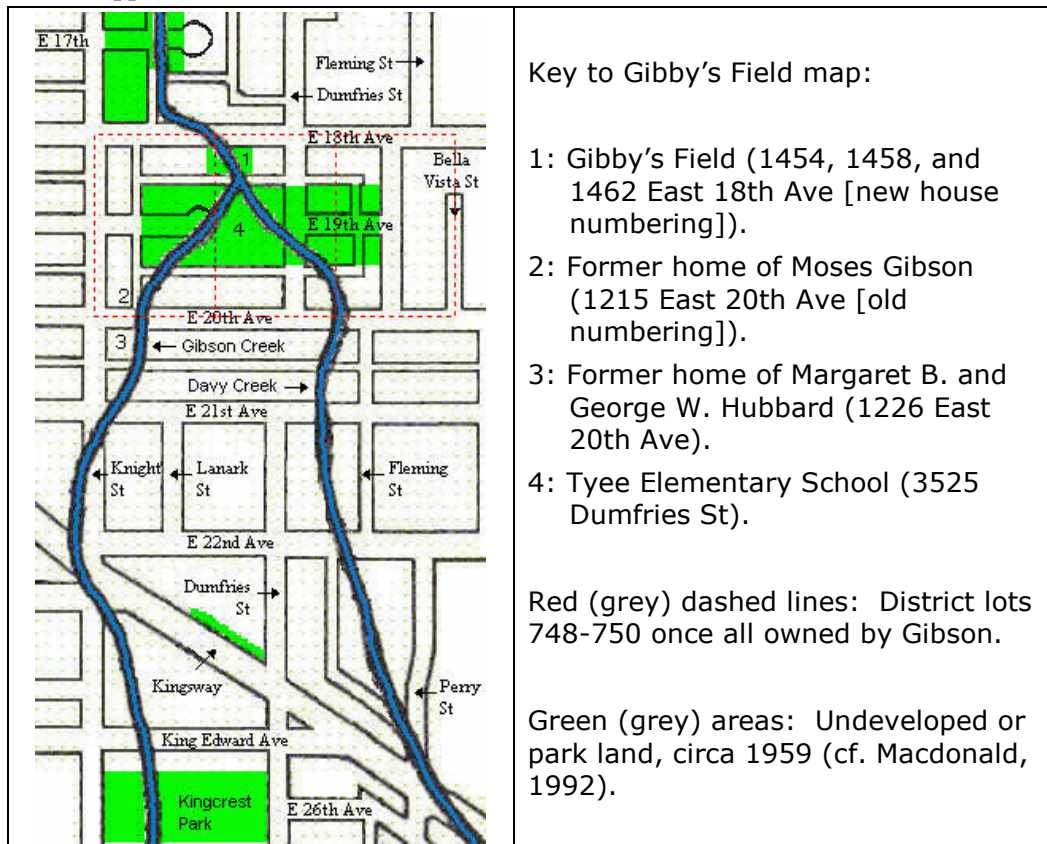 E 17th
Fleming St
Dumfries St
E 18th Ave
1
Bella
Vista St
E 19th Ave
4
2
E 20th Ave
3
Gibson Creek
Davy Creek
E 21st Ave
Knight
St
Lanark
St
Fleming
St
E 22nd Ave
Dumfries
St
Kingsway
Perry
St
King Edward Ave
Kingcrest
Park
E 26th Ave
Key to Gibby's Field map:
1: Gibby's Field (1454, 1458, and
1462 East 18th Ave [new house
numbering]).
2: Former home of Moses Gibson
(1215 East 20th Ave [old
numbering]).
3: Former home of Margaret B. and
George W. Hubbard (1226 East
20th Ave).
4: Tyee Elementary School (3525
Dumfries St).
Red (grey) dashed lines: District lots
748-750 once all owned by Gibson.
Green (grey) areas: Undeveloped or
park land, circa 1959 (cf. Macdonald,
1992).